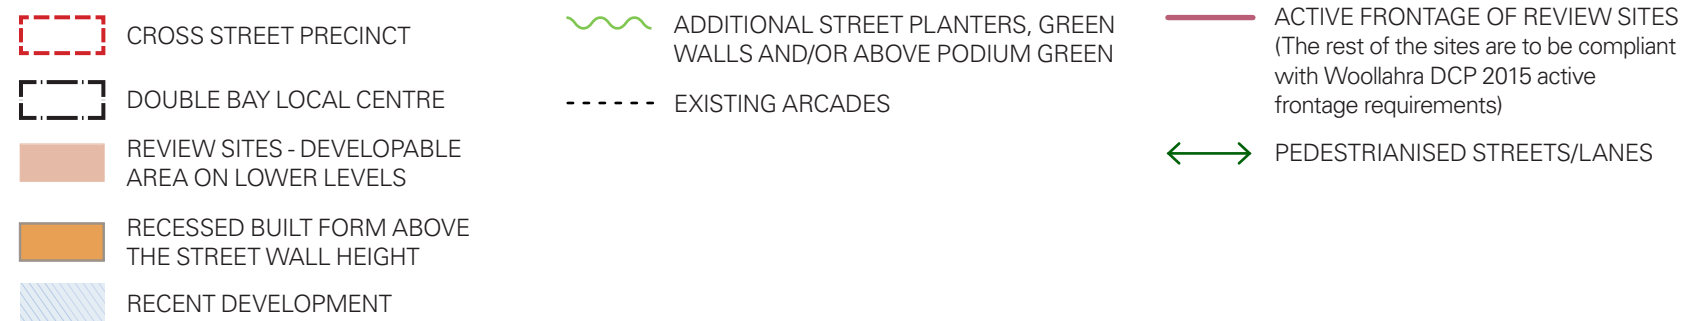 CROSS STREET PRECINCT
DOUBLE BAY LOCAL CENTRE
REVIEW SITES - DEVELOPABLE
AREA ON LOWER LEVELS
RECESSED BUILT FORM ABOVE
THE STREET WALL HEIGHT
RECENT DEVELOPMENT
ADDITIONAL STREET PLANTERS, GREEN
WALLS AND/OR ABOVE PODIUM GREEN
EXISTING ARCADES
ACTIVE FRONTAGE OF REVIEW SITES
(The rest of the sites are to be compliant
with Woollahra DCP 2015 active
frontage requirements)
PEDESTRIANISED STREETS/LANES